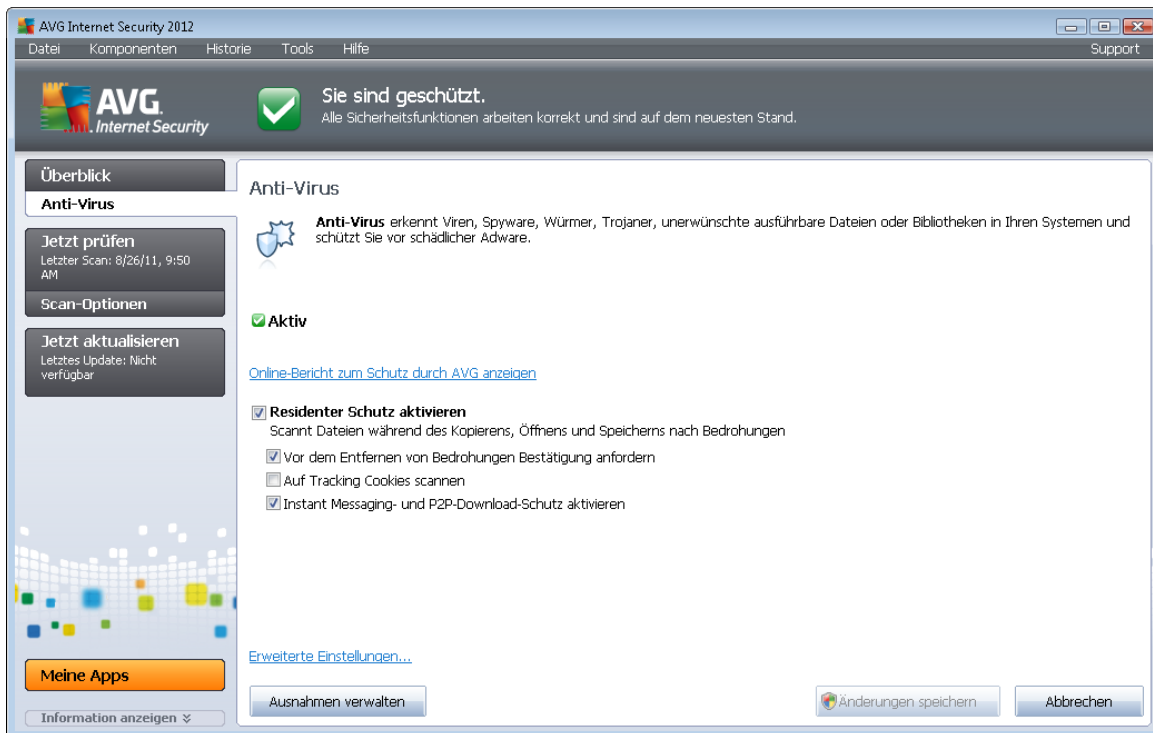 AVG Internet Security 2012
Datei Komponenten Historie Tools Hilfe Support
AVG.
Internet Security
Sie sind geschützt.
Alle Sicherheitsfunktionen arbeiten korrekt und sind auf dem neuesten Stand.
Überblick
Anti-Virus
Jetzt prüfen
Letzter Scan: 8/26/11, 9:50
AM
Scan-Optionen
Jetzt aktualisieren
Letztes Update: Nicht
verfügbar
Meine Apps
Information anzeigen
Anti-Virus
Anti-Virus erkennt Viren, Spyware, Würmer, Trojaner, unerwünschte ausführbare Dateien oder Bibliotheken in Ihren Systemen und
schützt Sie vor schädlicher Adware.
Aktiv
Online-Bericht zum Schutz durch AVG anzeigen
Residenter Schutz aktivieren
Scannt Dateien während des Kopierens, Öffnens und Speicherns nach Bedrohungen
Vor dem Entfernen von Bedrohungen Bestätigung anfordern
Auf Tracking Cookies scannen
Instant Messaging- und P2P-Download-Schutz aktivieren
Erweiterte Einstellungen...
Ausnahmen verwalten
Änderungen speichern
Abbrechen